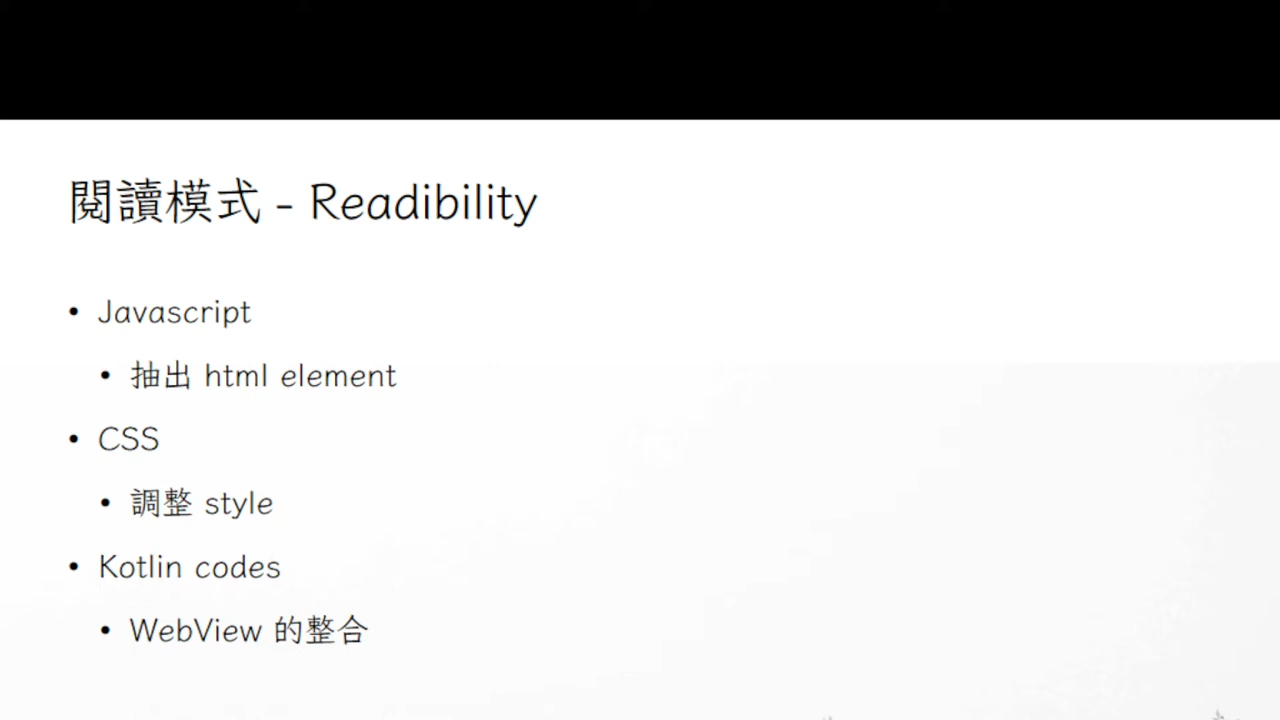 閱讀模式 - Readibility
• Javascript
• 抽出 html element
• CSS
• 調整 style
• Kotlin codes
• WebView 的整合